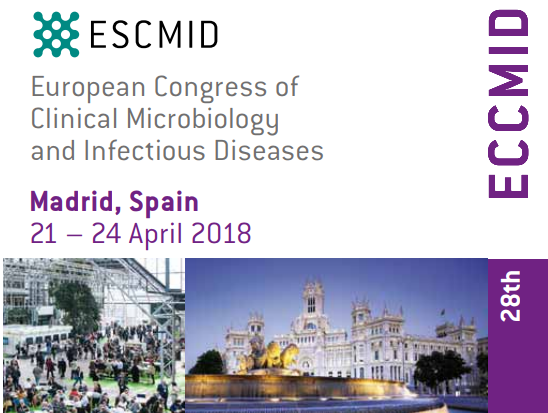 ESCMID
European Congress of
Clinical Microbiology
and Infectious Diseases
Madrid, Spain
21 – 24 April 2018
28th
ECCMID